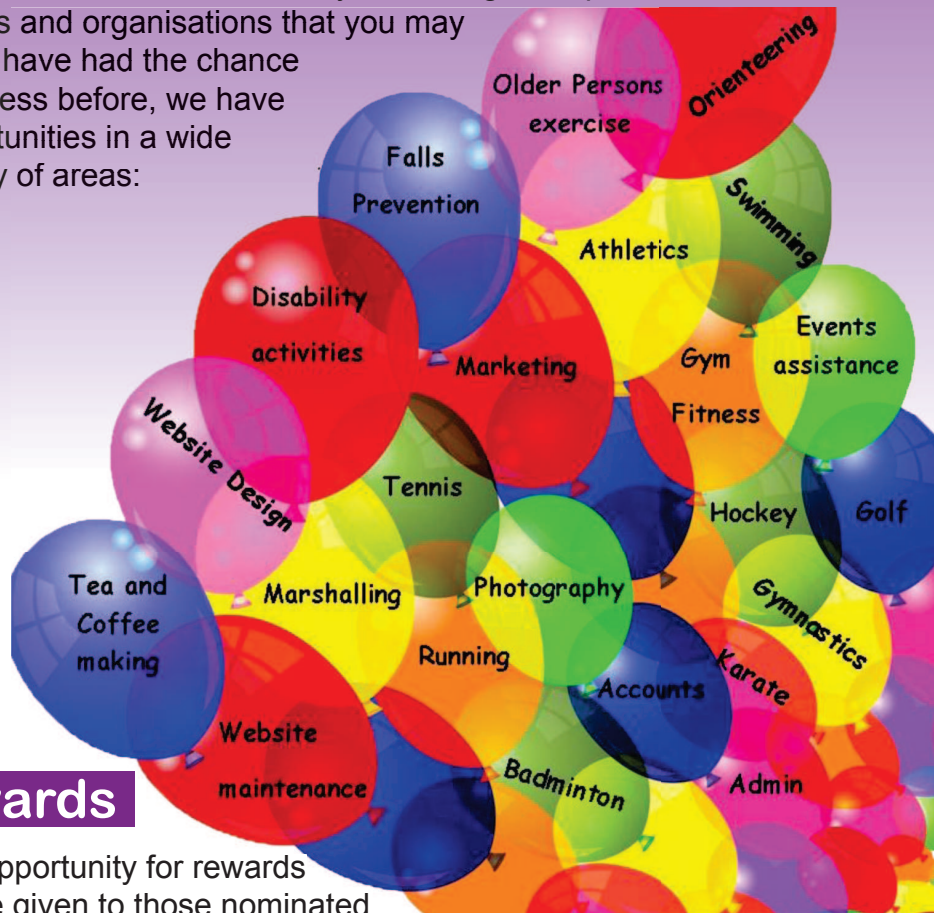 s and organisations that you may
have had the chance
ess before, we have
tunities in a wide
y of areas:
Older Persons
exercise
Orienteering
Falls
Prevention
Swimming
Athletics
Disability
activities
Events
assistance
Marketing
Gym
Fitness
Website Design
Tennis
Hockey
Golf
Tea and
Coffee
making
Marshalling
Photography
Gymnastics
Running
Accounts
Karate
Website
maintenance
Badminton
Admin
ards
pportunity for rewards
e given to those nominated